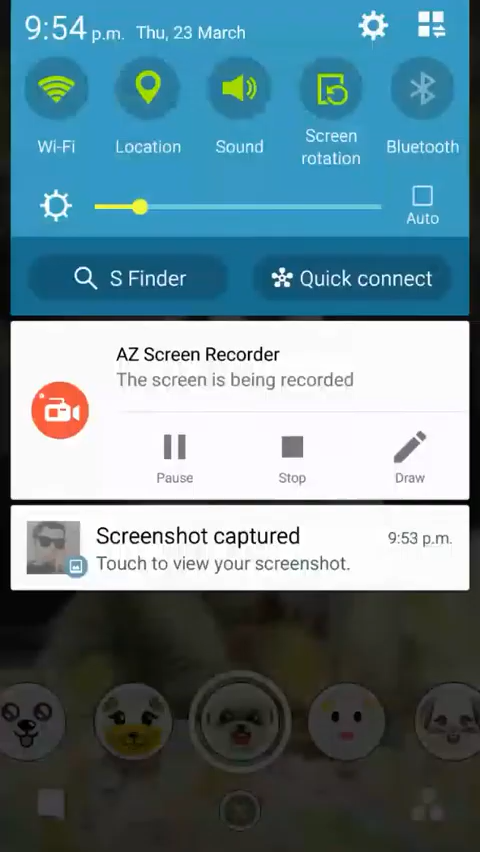 9:54 p.m. Thu, 23 March
Wi-Fi
Location
Sound
Screen rotation
Bluetooth
Auto
S Finder
Quick connect
AZ Screen Recorder
The screen is being recorded
Pause
Stop
Draw
Screenshot captured 9:53 p.m.
Touch to view your screenshot.